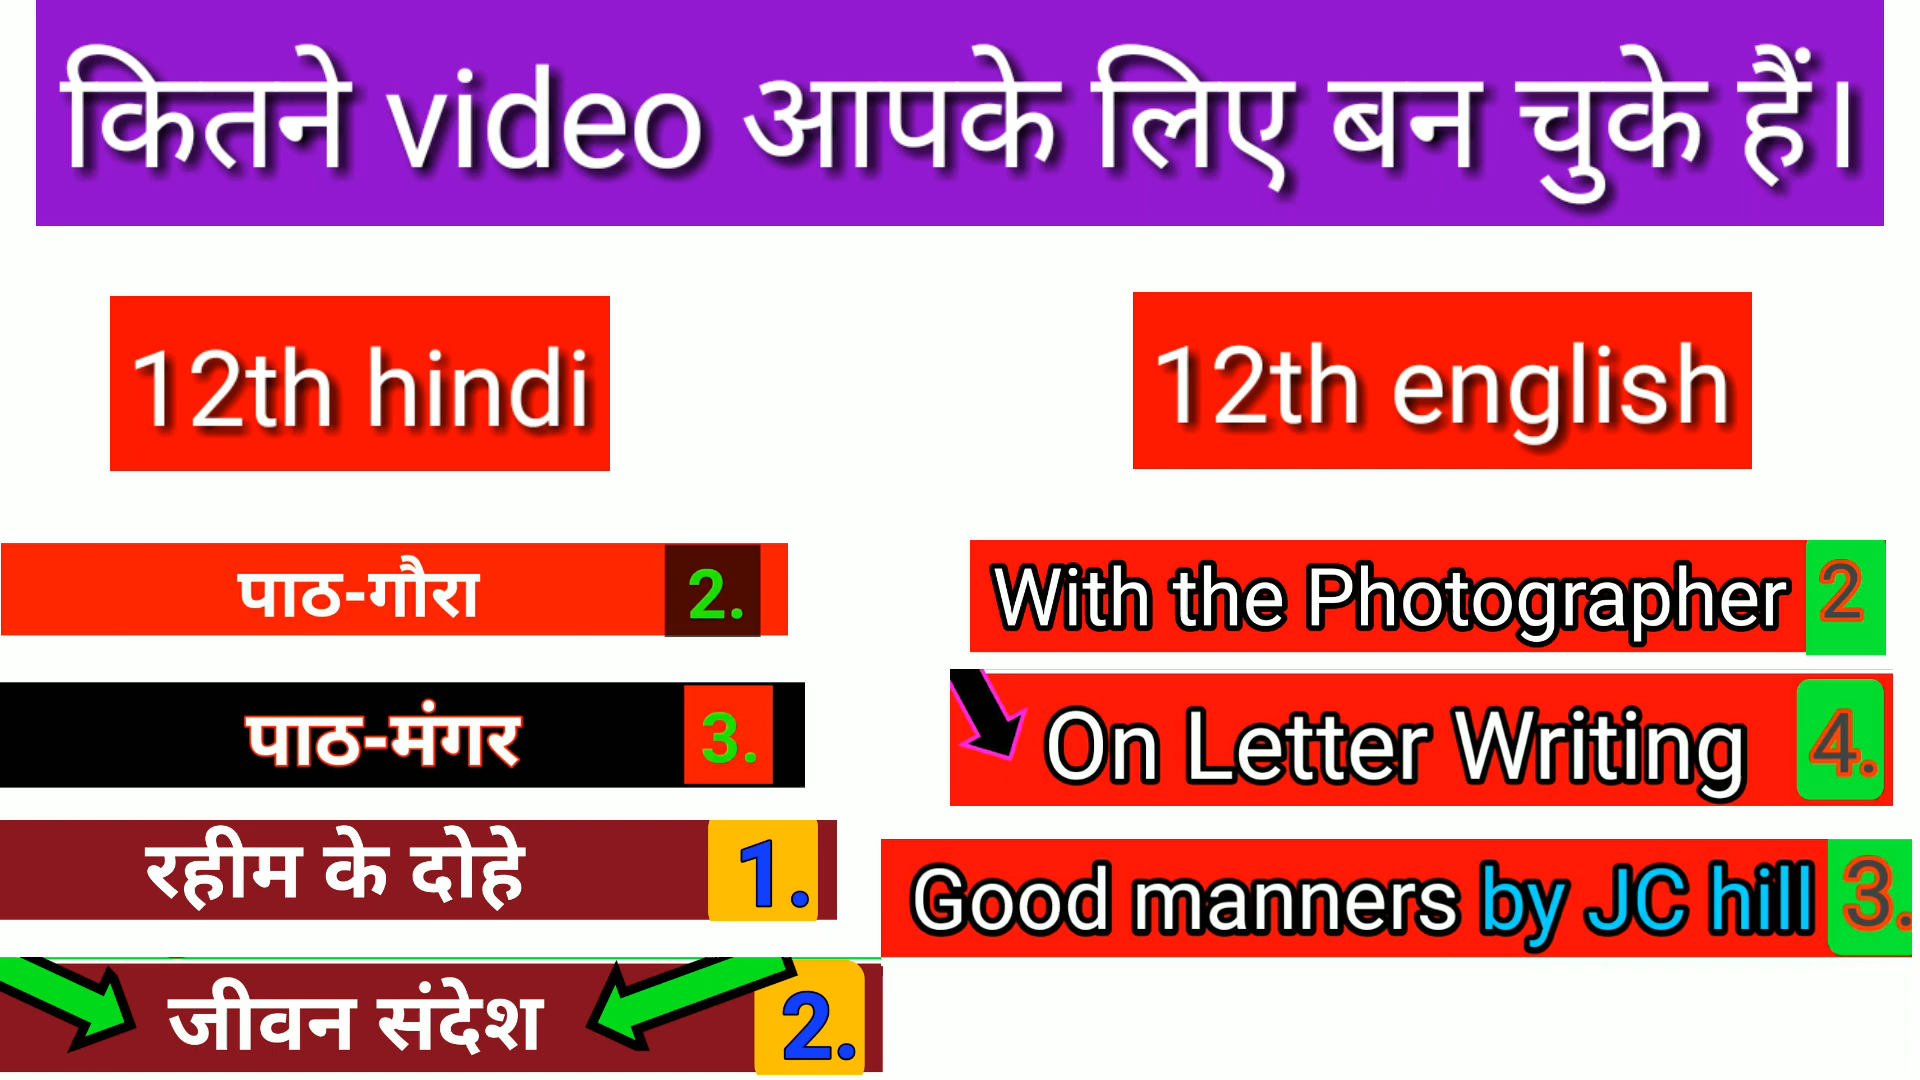 कितने video आपके लिए बन चुके हैं।
12th hindi
पाठ-गौरा 2.
पाठ-मंगर 3.
रहीम के दोहे 1.
जीवन संदेश 2.
12th english
With the Photographer 2
On Letter Writing 4.
Good manners by JC hill 3.